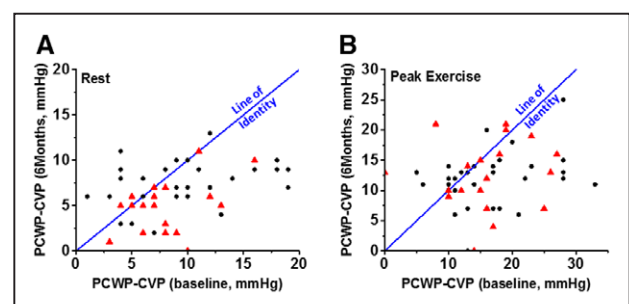 A
B
Rest
Peak Exercise
Line of
identity
Line of
identity
PCWP-CVP (6Months, mmHg)
20
15
10
5
0
0
5
10
15
20
PCWP-CVP (baseline, mmHg)
PCWP-CVP (6Months, mmHg)
30
25
20
15
10
5
0
0
10
20
30
PCWP-CVP (baseline, mmHg)